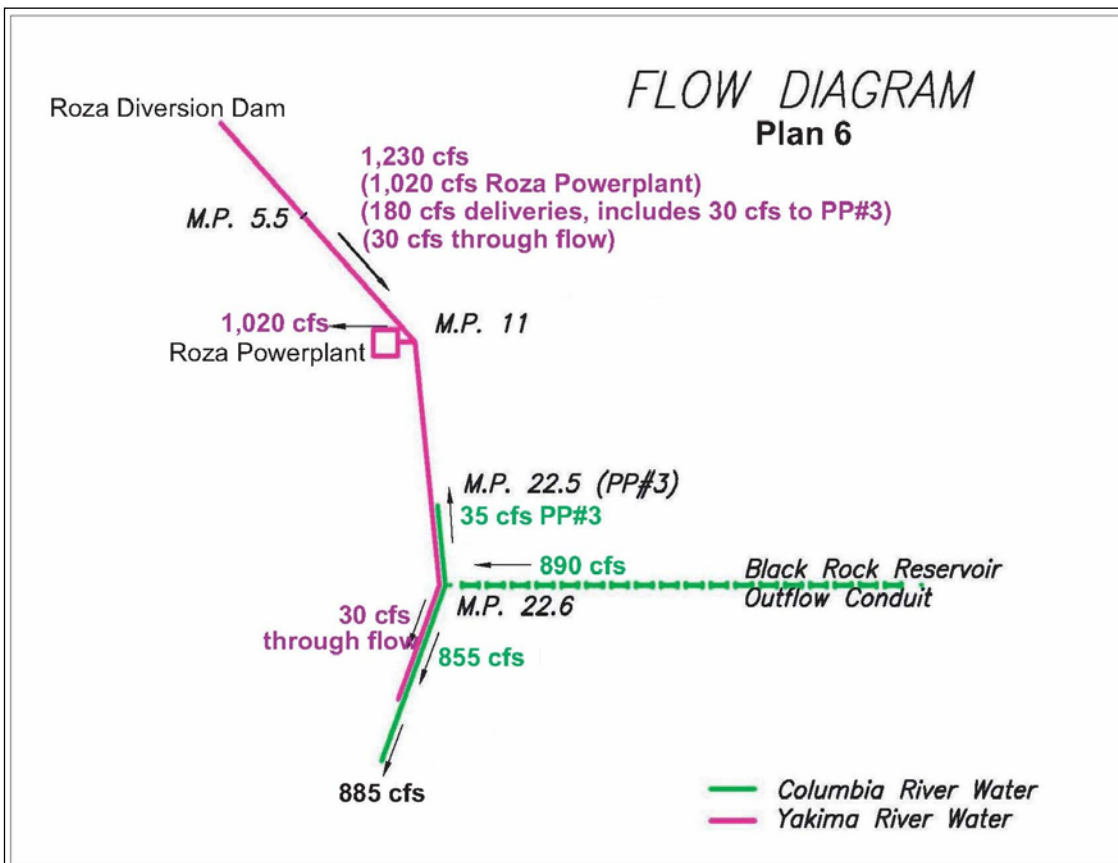 FLOW DIAGRAM
Plan 6
Roza Diversion Dam
1,230 cfs
(1,020 cfs Roza Powerplant)
(180 cfs deliveries, includes 30 cfs to PP#3)
(30 cfs through flow)
M.P. 5.5
1,020 cfs
M.P. 11
Roza Powerplant
M.P. 22.5 (PP#3)
35 cfs PP#3
890 cfs
Black Rock Reservoir
Outflow Conduit
M.P. 22.6
30 cfs
through flow
855 cfs
885 cfs
Columbia River Water
Yakima River Water